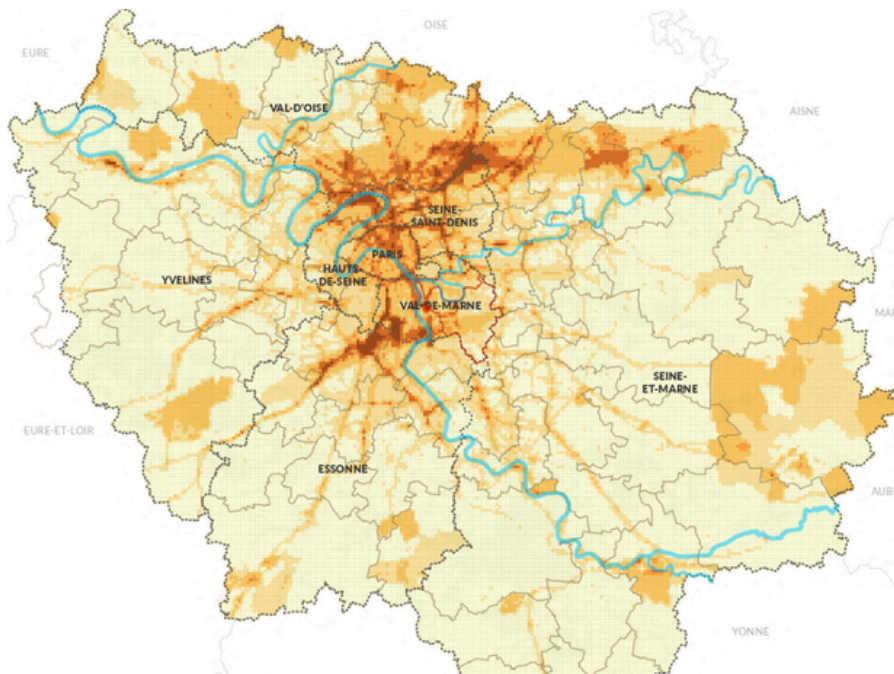 OISE
EURE
VAL-D'OISE
AISNE
SEINE-
SAINT-DENIS
PARIS
HAUTS-
DE-SEINE
YVELINES
VAL-DE-MARNE
SEINE-
ET-MARNE
EURE-ET-LOIR
ESSONNE
YONNE